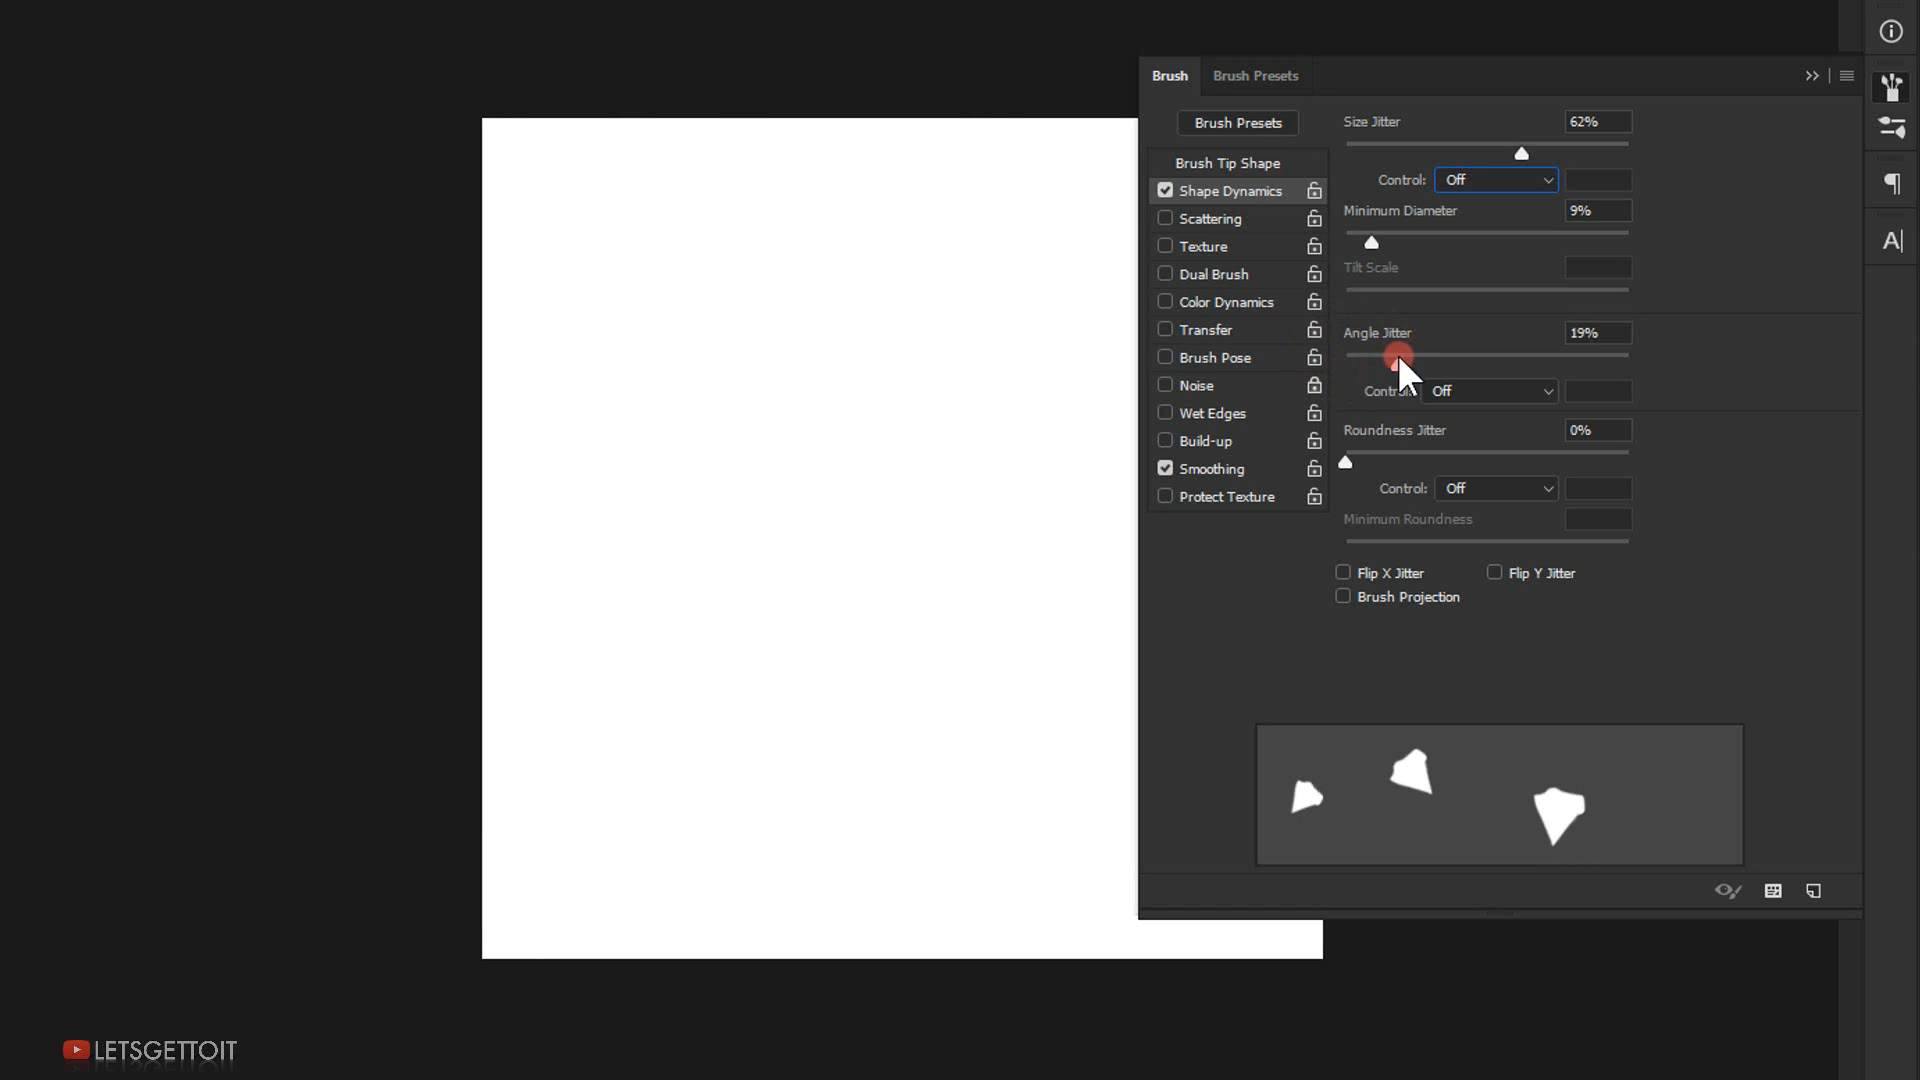 Brush Brush Presets
Brush Presets
Brush Tip Shape
Shape Dynamics
Scattering
Texture
Dual Brush
Color Dynamics
Transfer
Brush Pose
Noise
Wet Edges
Build-up
Smoothing
Protect Texture
Size Jitter 62%
Control: Off
Minimum Diameter 9%
Tilt Scale
Angle Jitter 19%
Control: Off
Roundness Jitter 0%
Control: Off
Minimum Roundness
Flip X Jitter Flip Y Jitter
Brush Projection
LETSGETTOIT